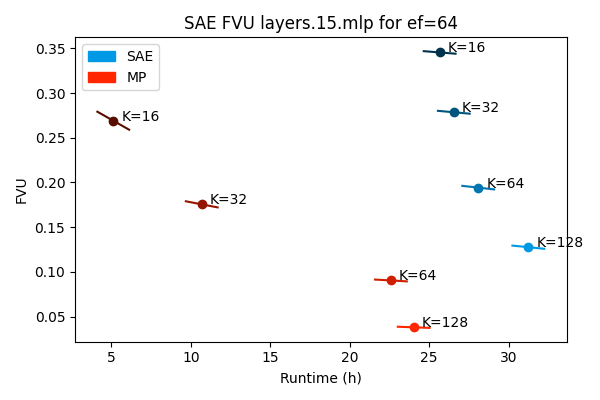 SAE FVU layers.15.mlp for ef=64
SAE
MP
K=16
K=16
K=32
K=32
K=64
K=64
K=128
K=128
0.35
0.30
0.25
0.20
0.15
0.10
0.05
FVU
5
10
15
20
25
30
Runtime (h)